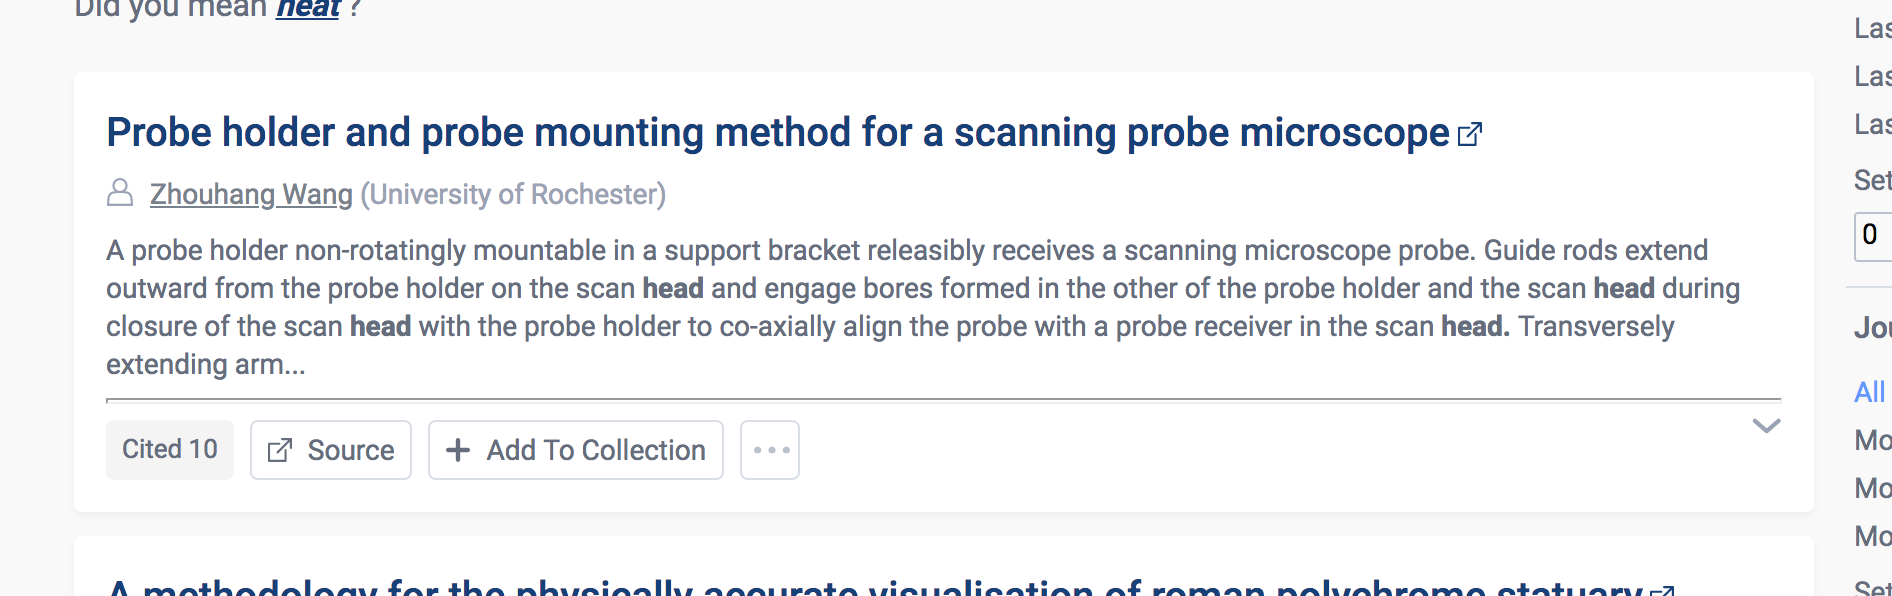 Did you mean heat ?
Probe holder and probe mounting method for a scanning probe microscope
Zhouhang Wang (University of Rochester)
A probe holder non-rotatingly mountable in a support bracket releasibly receives a scanning microscope probe. Guide rods extend
outward from the probe holder on the scan head and engage bores formed in the other of the probe holder and the scan head during
closure of the scan head with the probe holder to co-axially align the probe with a probe receiver in the scan head. Transversely
extending arm...
Cited 10
Source
+ Add To Collection
A methodology for the physically accurate visualisation of roman polychrome statuary
Las
Las
Las
Set
0
Jou
All
Mo
Mo
Mo
Set